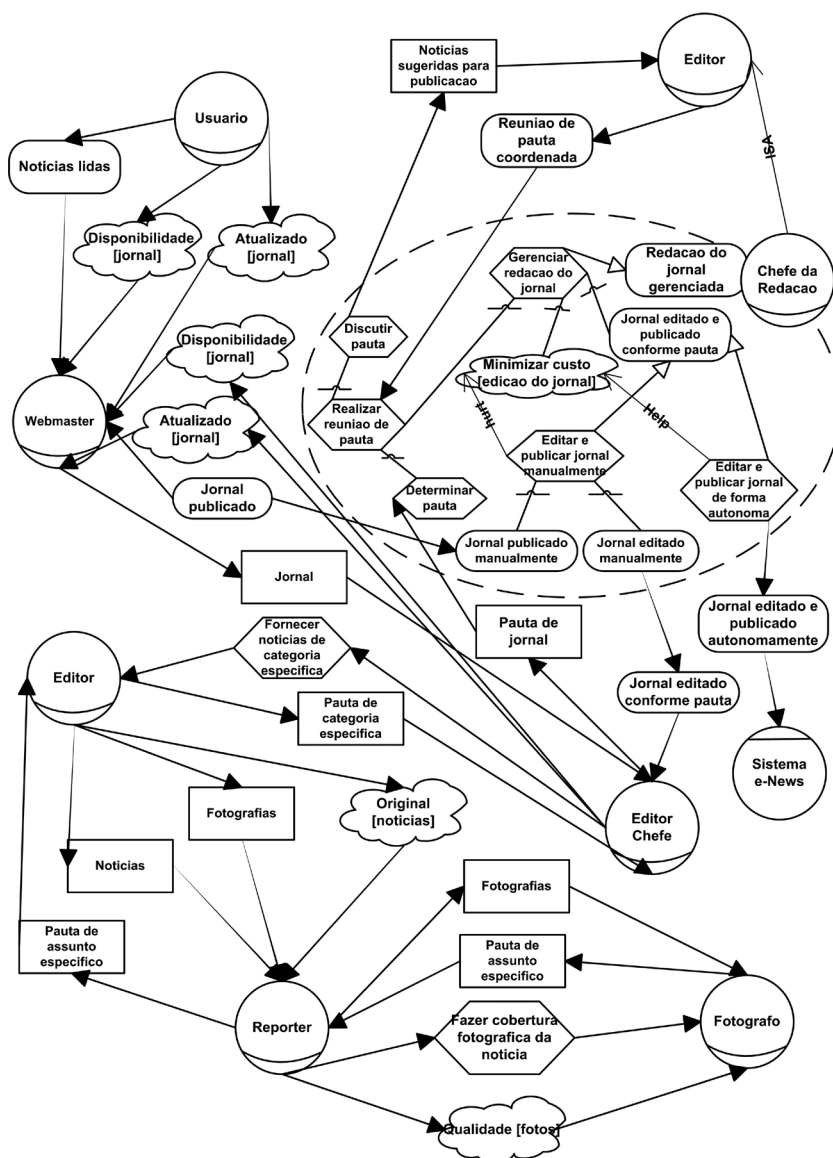 Noticias
sugeridas para
publicacao
Editor
Usuario
Reuniao de
pauta
coordenada
ISA
Noticias lidas
Disponibilidade
[jornal]
Atualizado
[jornal]
Gerenciar
redacao do
jornal
Redacao do
jornal
gerenciada
Chefe da
Redacao
Discutir
pauta
Jornal editado e
publicado
conforme pauta
Disponibilidade
[jornal]
Minimizar custo
[edicao do jornal]
Webmaster
Atualizado
[jornal]
Realizar
reuniao de
pauta
hurt
Help
Editar e
publicar jornal
manualmente
Editar e
publicar jornal
de forma
autonoma
Jornal
publicado
Determinar
pauta
Jornal publicado
manualmente
Jornal editado
manualmente
Jornal
Pauta de
jornal
Jornal editado e
publicado
autonomamente
Fornecer
noticias de
categoria
especifica
Editor
Pauta de
categoria
especifica
Jornal editado
conforme pauta
Sistema
e-News
Fotografias
Original
[noticias]
Editor
Chefe
Noticias
Fotografias
Pauta de
assunto
especifico
Pauta de
assunto
especifico
Reporter
Fazer cobertura
fotografica da
noticia
Fotografo
Qualidade [fotos]